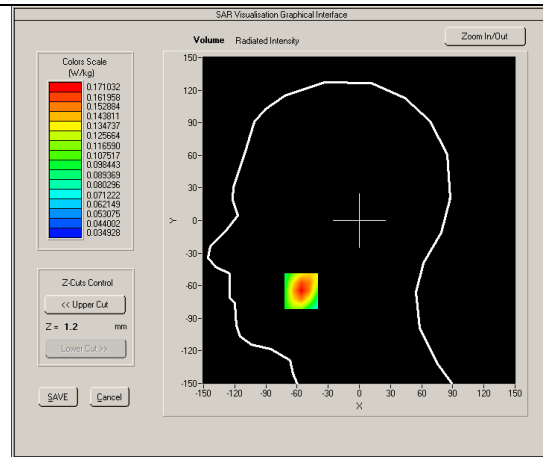 SAR Visualisation Graphical Interface
Volume Radiated Intensity
Zoom In/Out
Colors Scale
(W/kg)
0.171032
0.161958
0.152884
0.143811
0.134737
0.125664
0.116590
0.107517
0.098443
0.089369
0.080296
0.071222
0.062149
0.053075
0.044002
0.034928
Z-Cuts Control
<< Upper Cut
Z = 1.2 mm
Lower Cut >>
SAVE Cancel
150
120
90
60
30
0
-30
-60
-90
-120
-150
Y
-150 -120 -90 -60 -30 0 30 60 90 120 150
X